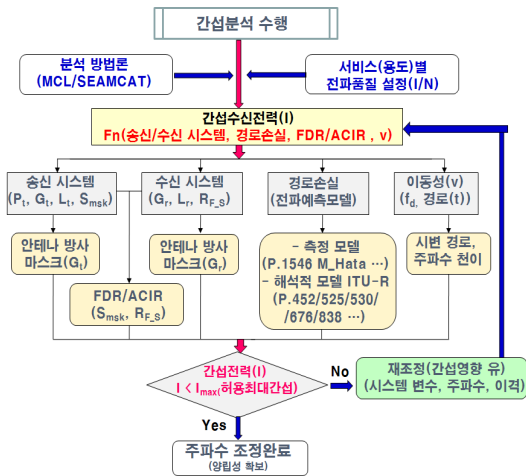 간섭분석 수행
분석 방법론
(MCL/SEAMCAT)
서비스(용도)별
전파품질 설정(I/N)
간섭수신전력(I)
Fn(송신/수신 시스템, 경로손실, FDR/ACIR , v)
송신 시스템
(Pt, Gt, Lt, Smsk)
수신 시스템
(Gr, Lr, RF_S)
경로손실
(전파예측모델)
이동성(v)
(fd, 경로(t))
안테나 방사
마스크(Gt)
안테나 방사
마스크(Gr)
FDR/ACIR
(Smsk, RF_S)
– 측정 모델
(P.1546 M_Hata …)
– 해석적 모델 ITU-R
(P.452/525/530/
/676/838 …)
시변 경로,
주파수 천이
간섭전력(I)
I < Imax(허용최대간섭)
No
재조정(간섭영향 유)
(시스템 변수, 주파수, 이격)
Yes
주파수 조정완료
(양립성 확보)